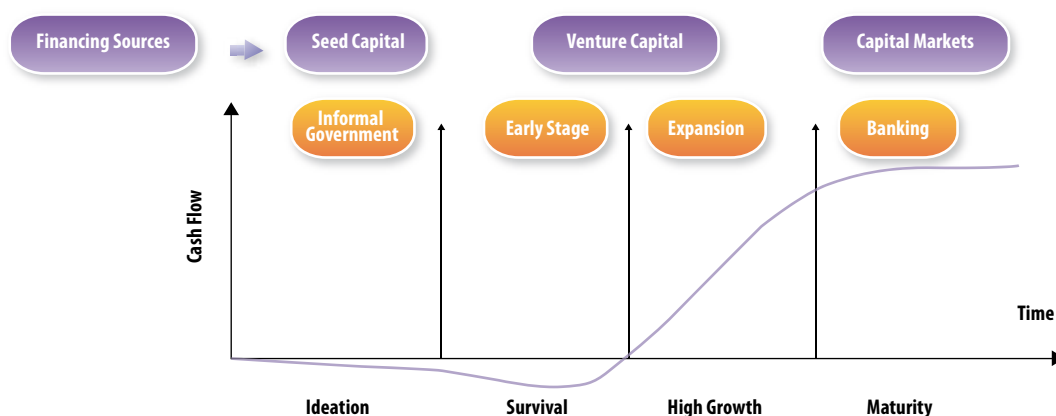 Financing Sources
Seed Capital
Venture Capital
Capital Markets
Informal
Government
Early Stage
Expansion
Banking
Cash Flow
Time
Ideation
Survival
High Growth
Maturity